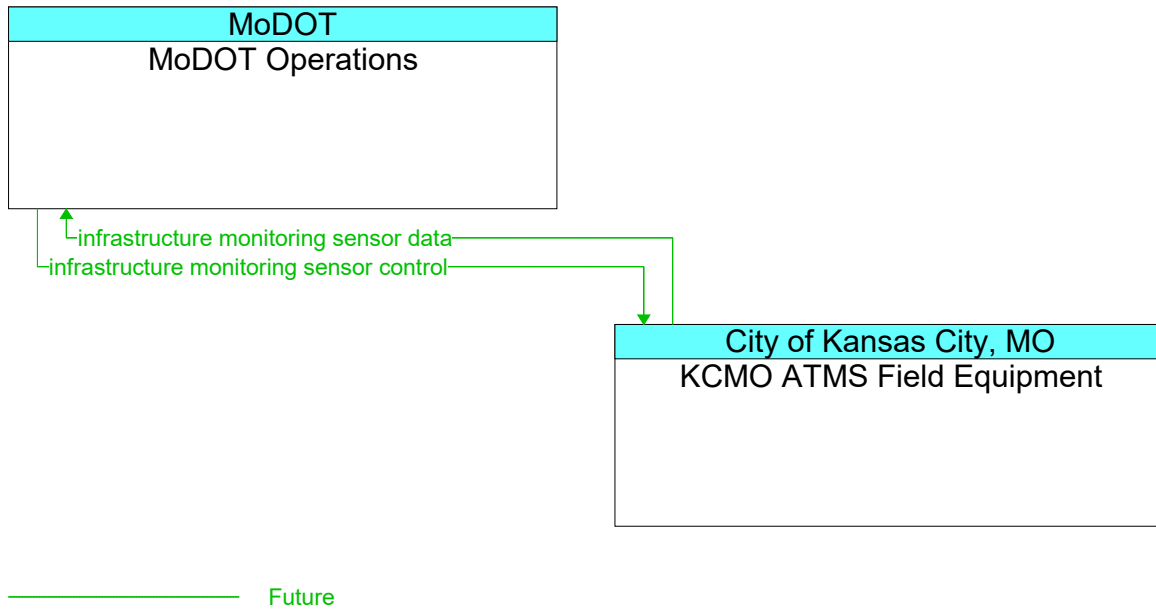 MoDOT
MoDOT Operations
infrastructure monitoring sensor data
infrastructure monitoring sensor control
City of Kansas City, MO
KCMO ATMS Field Equipment
Future